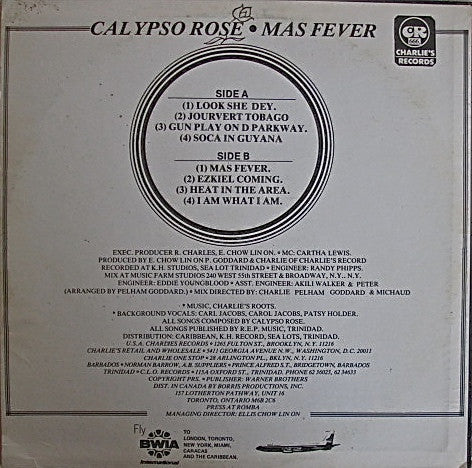 CALYPSO ROSE • MAS FEVER
CR
CHARLIE'S
RECORDS
SIDE A
(1) LOOK SHE DEY.
(2) JOURVERT TOBAGO
(3) GUN PLAY ON D PARKWAY.
(4) SOCA IN GUYANA
SIDE B
(1) MAS FEVER.
(2) EZKIEL COMING.
(3) HEAT IN THE AREA.
(4) I AM WHAT I AM.
EXEC. PRODUCER R. CHARLES, E. CHOW LIN ON. • MC: CARTHA LEWIS.
PRODUCED BY E. CHOW LIN ON P. GODDARD & CHARLIE OF CHARLIE'S RECORD
RECORDED AT K.H. STUDIOS, SEA LOT TRINIDAD • ENGINEER: RANDY PHIPPS.
MIX AT MUSIC FARM STUDIOS 240 WEST 55th STREET & BROADWAY, N.Y.. N.Y.
ENGINEER: EDDIE YOUNGBLOOD • ASST. ENGINEER: AKILI WALKER & PETER
(ARRANGED BY PELHAM GODDARD.) • MIX DIRECTED BY: CHARLIE PELHAM GODDARD & MICHAUD
• MUSIC, CHARLIE'S ROOTS.
• BACKGROUND VOCALS: CARL JACOBS, CAROL JACOBS, PATSY HOLDER.
ALL SONGS COMPOSED BY CALYPSO ROSE.
ALL SONGS PUBLISHED BY R.E.P. MUSIC, TRINIDAD.
DISTRIBUTION: CARIBBEAN, K.H. RECORD, SEA LOTS, TRINIDAD.
U.S.A. CHARLIE'S RECORDS • 1265 FULTON ST., BROOKLYN, N.Y. 11216
CHARLIE'S RETAIL AND WHOLESALE • 5411 GEORGIA AVENUE N.W., WASHINGTON, D.C. 20011
CHARLIE ONE STOP • 28 ARLINGTON PL., BKLYN, N.Y. 11216
BARBADOS • NORMAN BARROW, A.B. SUPPLIERS • PRINCE ALFRED S'T., BRIDGETOWN, BARBADOS
TRINIDAD • C.L.O. RECORDS • 115A OXFORD ST., TRINIDAD. PHONE 62 36023, 62 34633
COPYRIGHT PRS. • PUBLISHER: WARNER BROTHERS
DIST. IN CANADA BY BORRIS PRODUCTIONS, INC.
157 LOTHERTON PATHWAY, UNIT 16
TORONTO, ONTARIO M6B 2C6
PRESS AT ROMBA
MANAGING DIRECTOR: ELLIS CHOW LIN ON
Fly
BWIA
International
TO
LONDON, TORONTO,
NEW YORK, MIAMI,
CARACAS
AND THE CARIBBEAN.